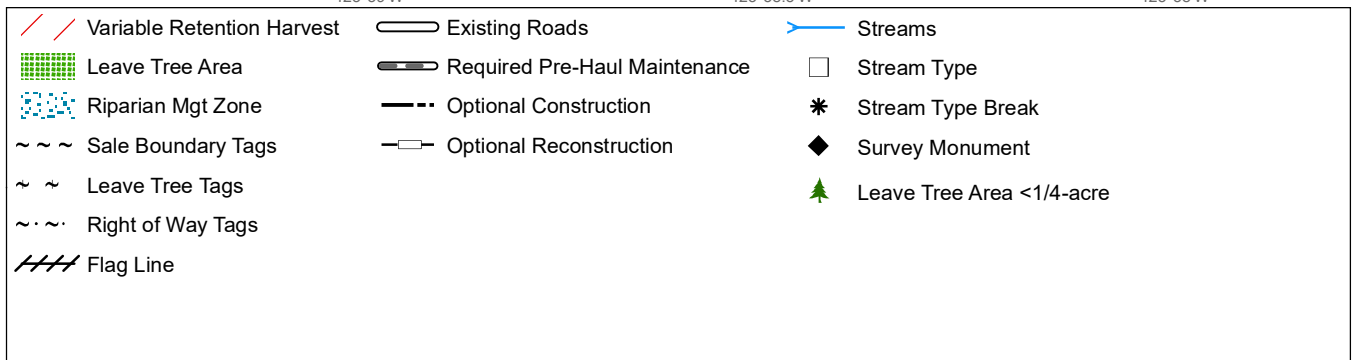 Variable Retention Harvest
Leave Tree Area
Riparian Mgt Zone
Sale Boundary Tags
Leave Tree Tags
Right of Way Tags
Flag Line
Existing Roads
Required Pre-Haul Maintenance
Optional Construction
Optional Reconstruction
Streams
Stream Type
Stream Type Break
Survey Monument
Leave Tree Area <1/4-acre